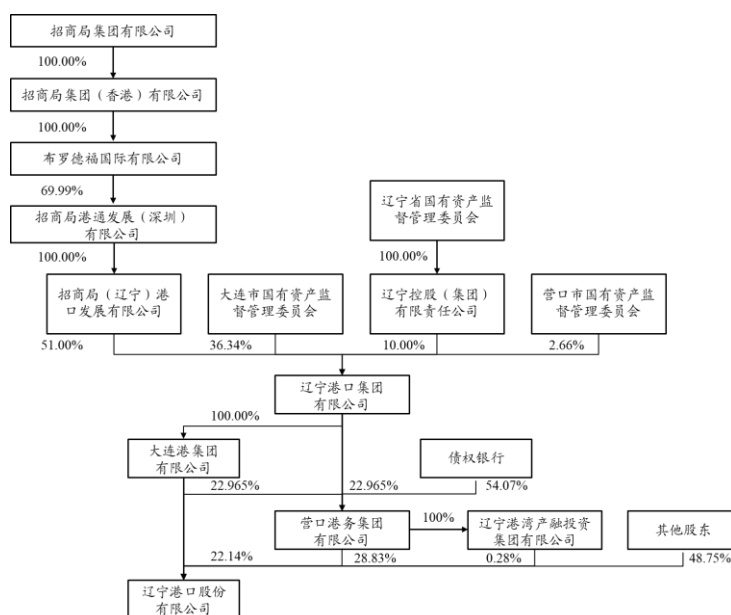 招商局集团有限公司
100.00%
招商局集团（香港）有限公司
100.00%
布罗德福国际有限公司
69.99%
招商局港通发展（深圳）
有限公司
辽宁省国有资产监
督管理委员会
100.00%
100.00%
招商局（辽宁）港
口发展有限公司
大连市国有资产监
督管理委员会
辽宁控股（集团）
有限责任公司
营口市国有资产监
督管理委员会
51.00%
36.34%
10.00%
2.66%
辽宁港口集团
有限公司
100.00%
大连港集团
有限公司
债权银行
22.965%
22.965%
54.07%
营口港务集团
有限公司
100%
辽宁港湾产融投资
集团有限公司
其他股东
22.14%
28.83%
0.28%
48.75%
辽宁港口股份
有限公司